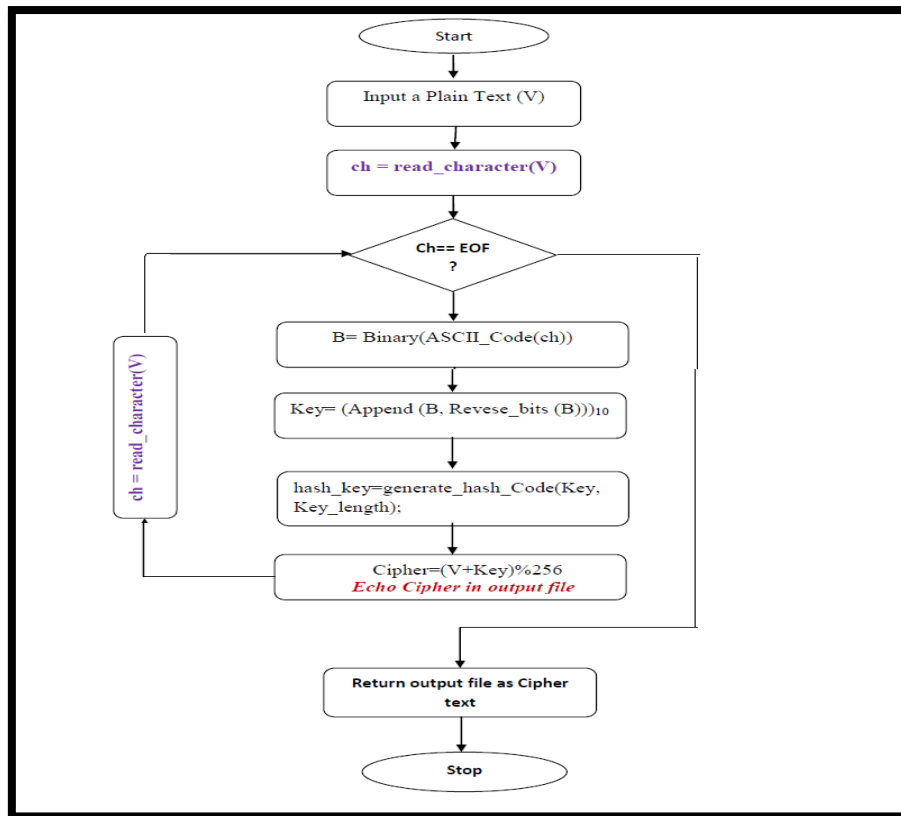 Start
Input a Plain Text (V)
ch = read_character(V)
Ch== EOF
?
B= Binary(ASCII_Code(ch))
Key= (Append (B, Revese_bits (B)))₁₀
hash_key=generate_hash_Code(Key,
Key_length);
Cipher=(V+Key)%256
Echo Cipher in output file
ch = read_character(V)
Return output file as Cipher
text
Stop